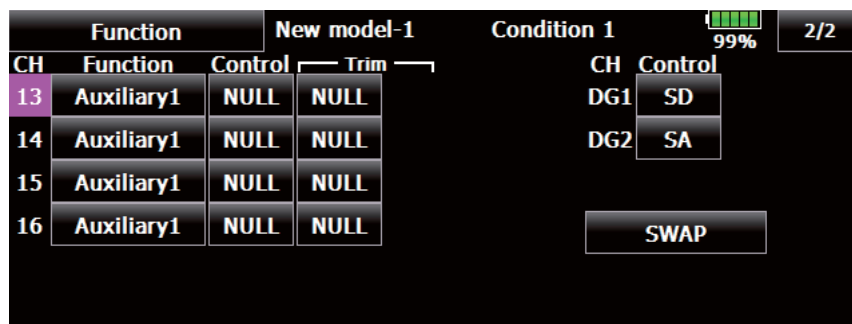 Function New model-1 Condition 1 99% 2/2
CH Function Control Trim CH Control
13 Auxiliary1 NULL NULL DG1 SD
14 Auxiliary1 NULL NULL DG2 SA
15 Auxiliary1 NULL NULL
16 Auxiliary1 NULL NULL SWAP